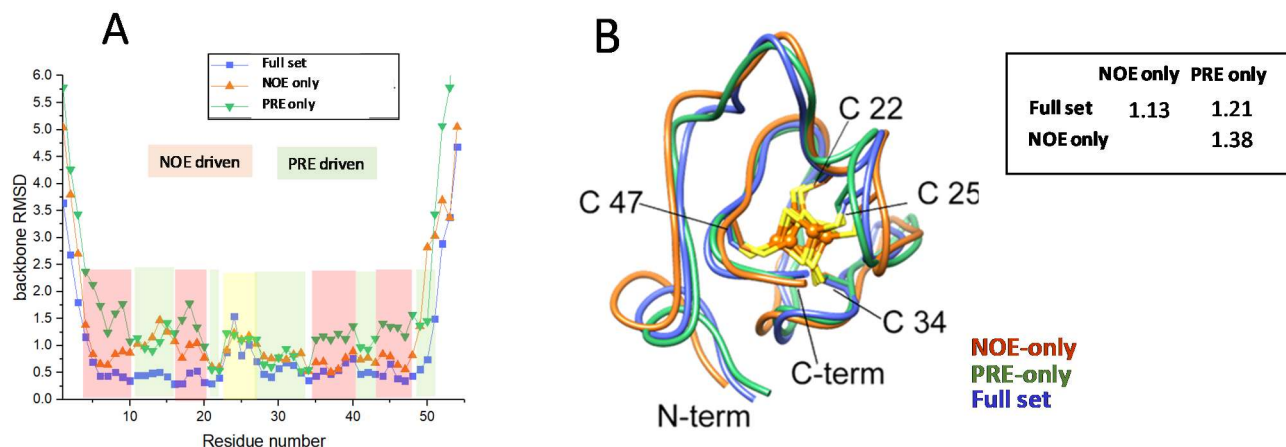 A
Full set
NOE only
PRE only
NOE driven
PRE driven
backbone RMSD
6.0
5.5
5.0
4.5
4.0
3.5
3.0
2.5
2.0
1.5
1.0
0.5
0.0
10 20 30 40 50
Residue number
B
C 22
C 25
C 47
C 34
C-term
N-term
NOE only PRE only
Full set 1.13 1.21
NOE only 1.38
NOE-only
PRE-only
Full set